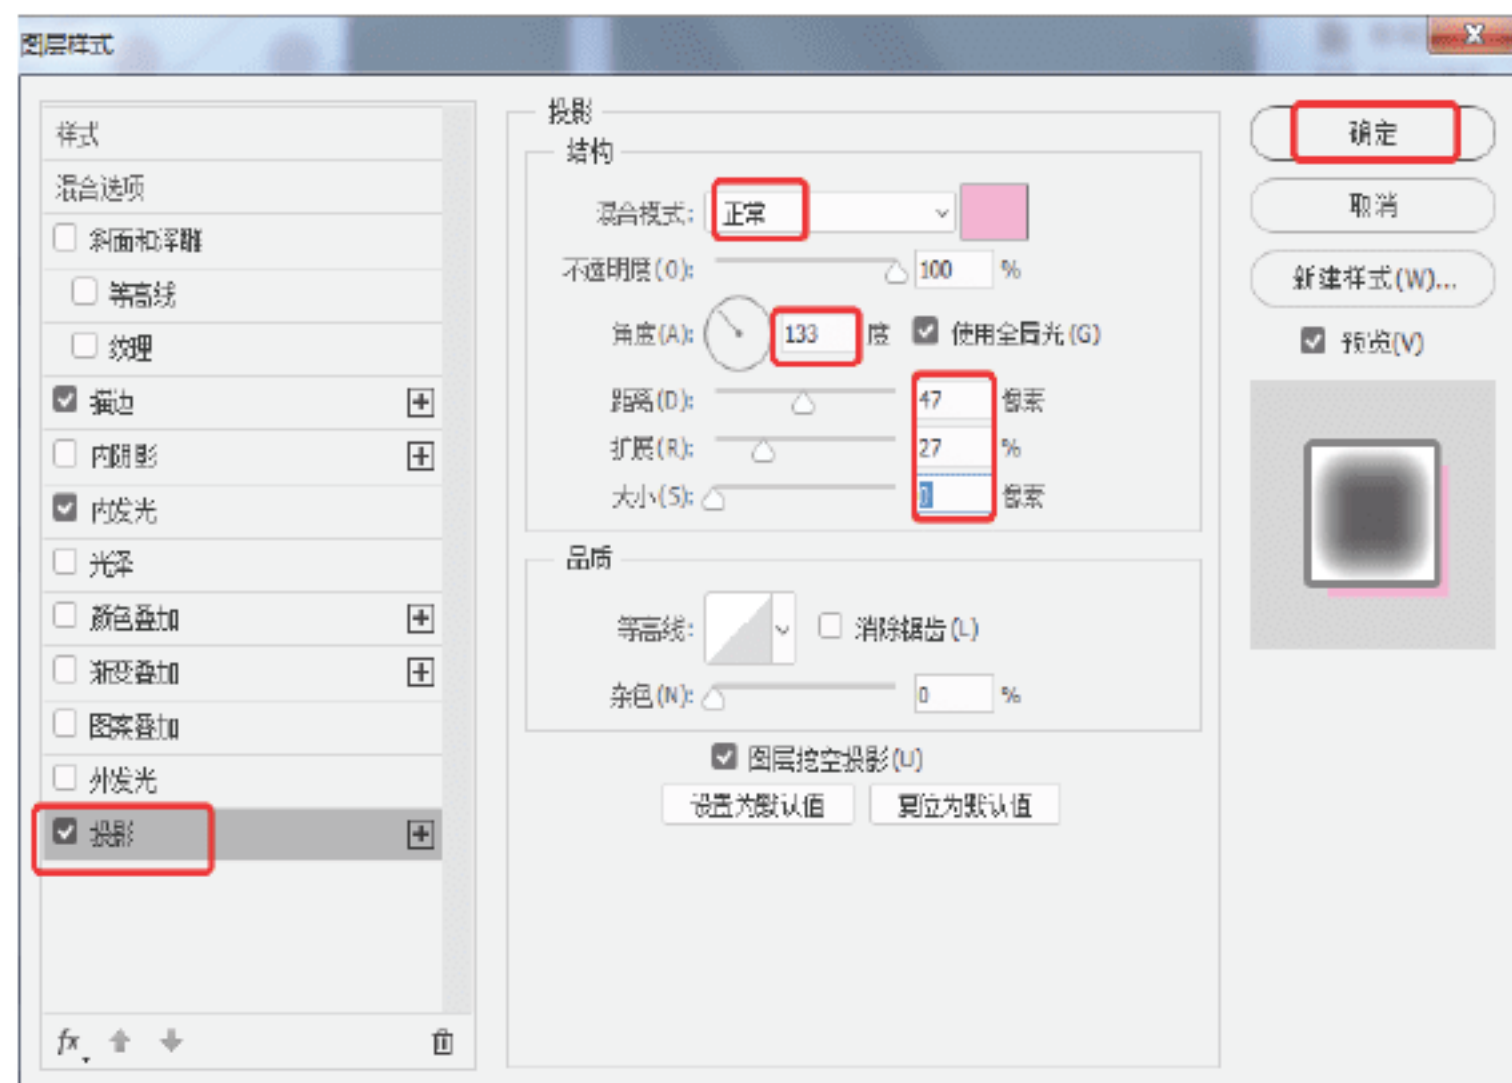 图层样式
样式
混合选项
斜面和浮雕
等高线
纹理
描边
内阴影
内发光
光泽
颜色叠加
渐变叠加
图案叠加
外发光
投影
fx
投影
结构
混合模式: 正常
不透明度(O): 100 %
角度(A): 133 度 使用全局光(G)
距离(D): 47 像素
扩展(R): 27 %
大小(S): 0 像素
品质
等高线: 消除锯齿(L)
杂色(N): 0 %
图层挖空投影(U)
设置为默认值 复位为默认值
确定
取消
新建样式(W)...
预览(V)